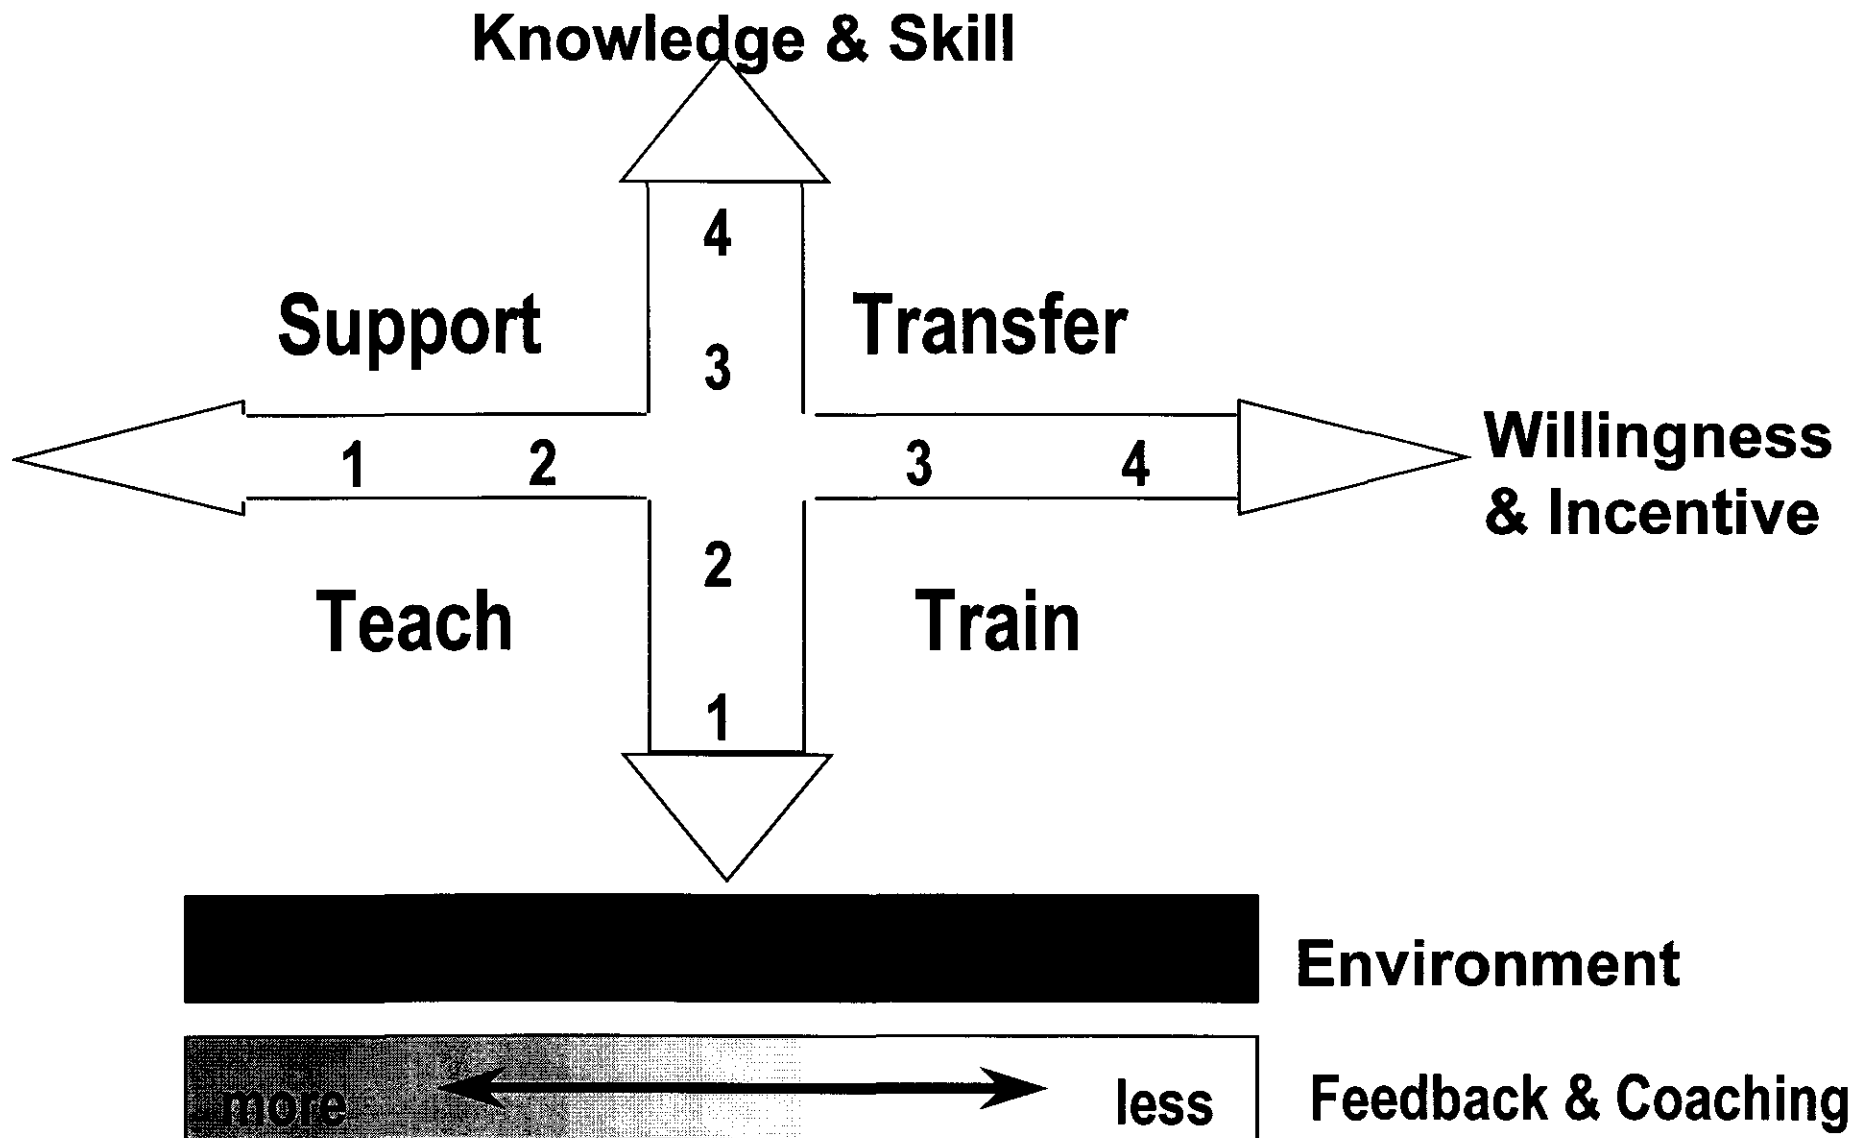 Knowledge & Skill
4
Support
Transfer
3
1 2 3 4
Willingness
& Incentive
2
Teach
Train
1
Environment
more
less
Feedback & Coaching